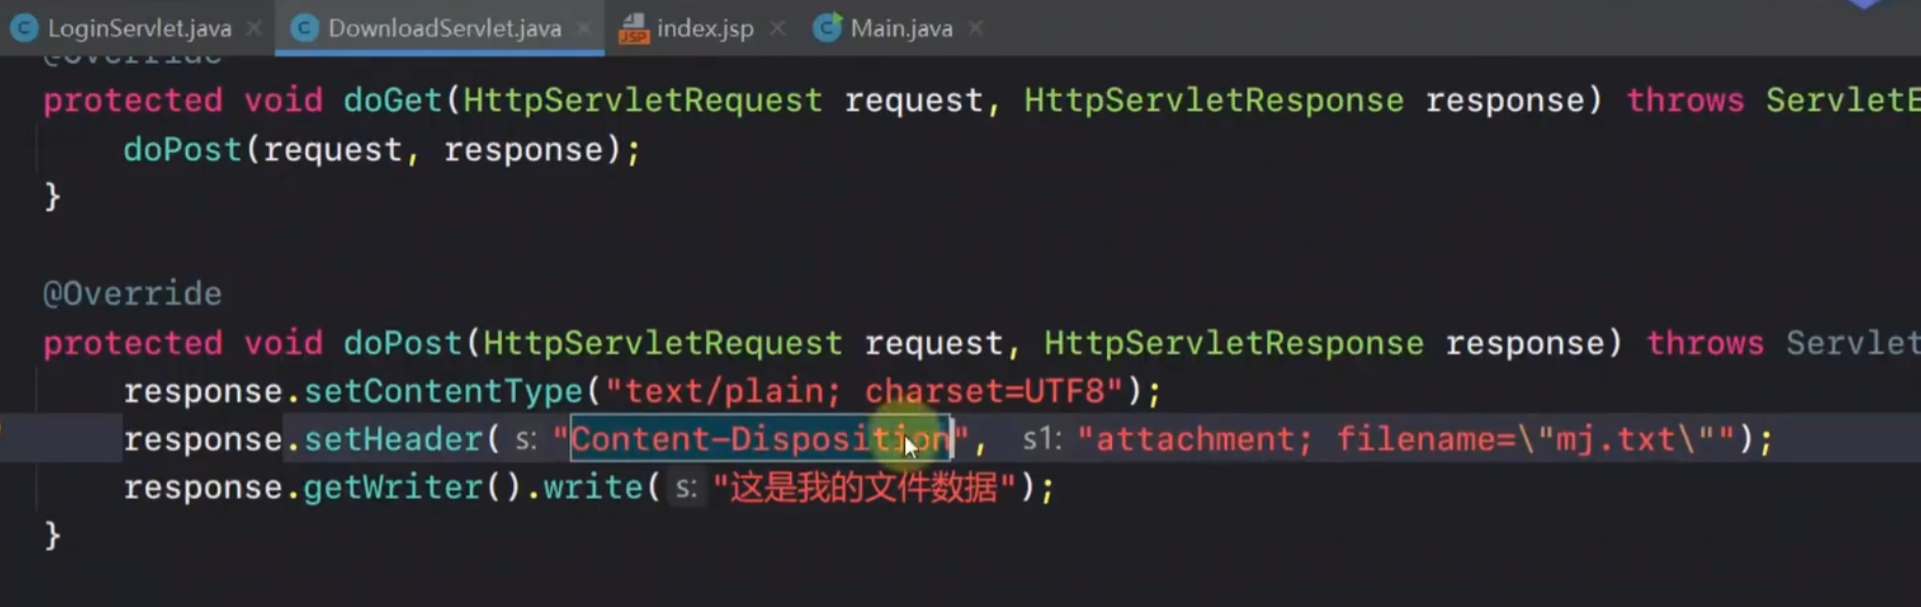 LoginServlet.java DownloadServlet.java index.jsp Main.java
@Override
protected void doGet(HttpServletRequest request, HttpServletResponse response) throws ServletE
doPost(request, response);
}
@Override
protected void doPost(HttpServletRequest request, HttpServletResponse response) throws Servlet
response.setContentType("text/plain; charset=UTF8");
response.setHeader( s: "Content-Disposition", s1: "attachment; filename=\"mj.txt\"");
response.getWriter().write( s: "这是我的文件数据");
}